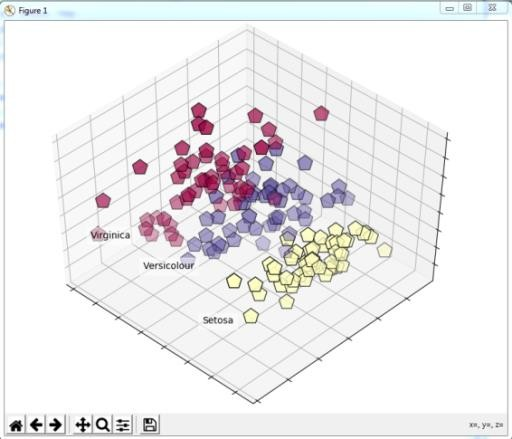 Figure 1
Virginica
Versicolour
Setosa
x=, y=, z=